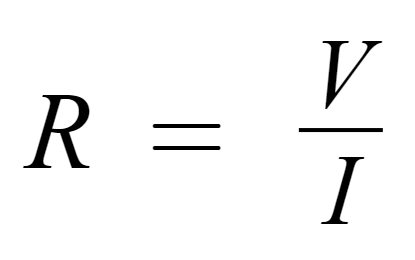 R = V/I